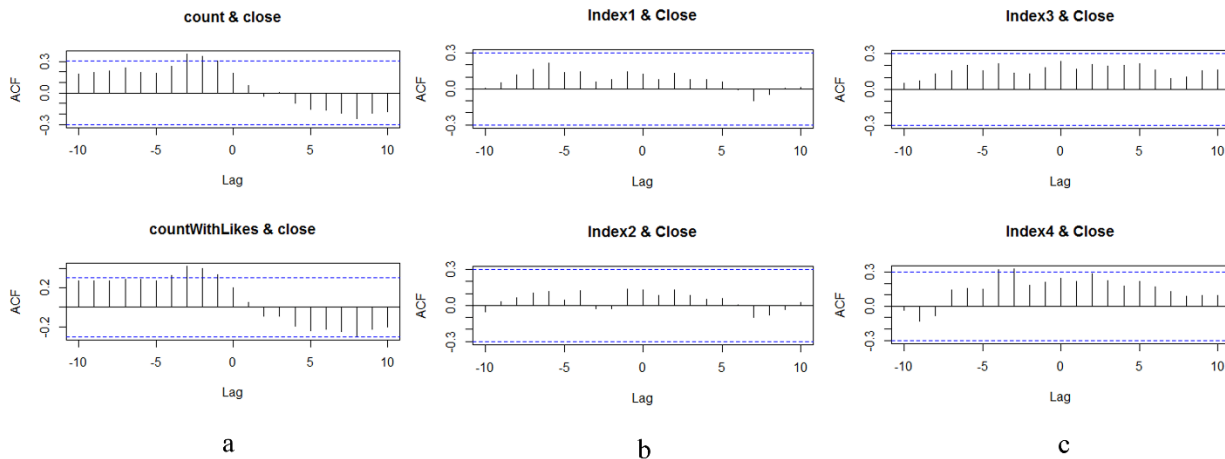 count & close
ACF
0.3
0.0
-0.3
-10 -5 0 5 10
Lag
countWithLikes & close
ACF
0.2
-0.2
-10 -5 0 5 10
Lag
a
Index1 & Close
ACF
0.3
0.0
-0.3
-10 -5 0 5 10
Lag
Index2 & Close
ACF
0.3
0.0
-0.3
-10 -5 0 5 10
Lag
b
Index3 & Close
ACF
0.3
0.0
-0.3
-10 -5 0 5 10
Lag
Index4 & Close
ACF
0.3
0.0
-0.3
-10 -5 0 5 10
Lag
c